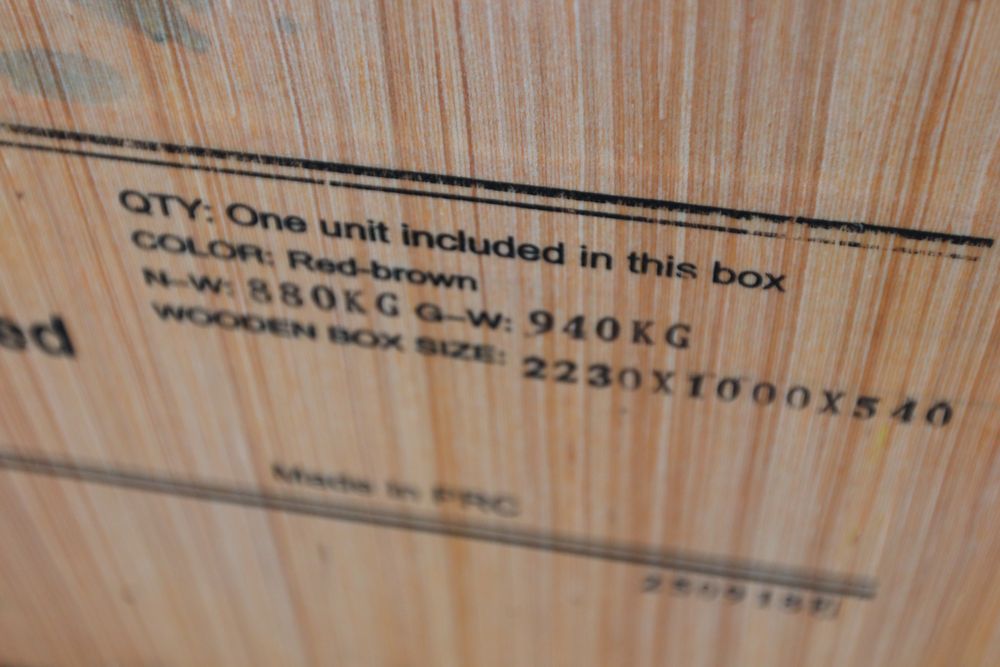 QTY: One unit included in this box
COLOR: Red-brown
N-W: 880KG G-W: 940KG
WOODEN BOX SIZE: 2230X1000X540
ed
Made in PRC